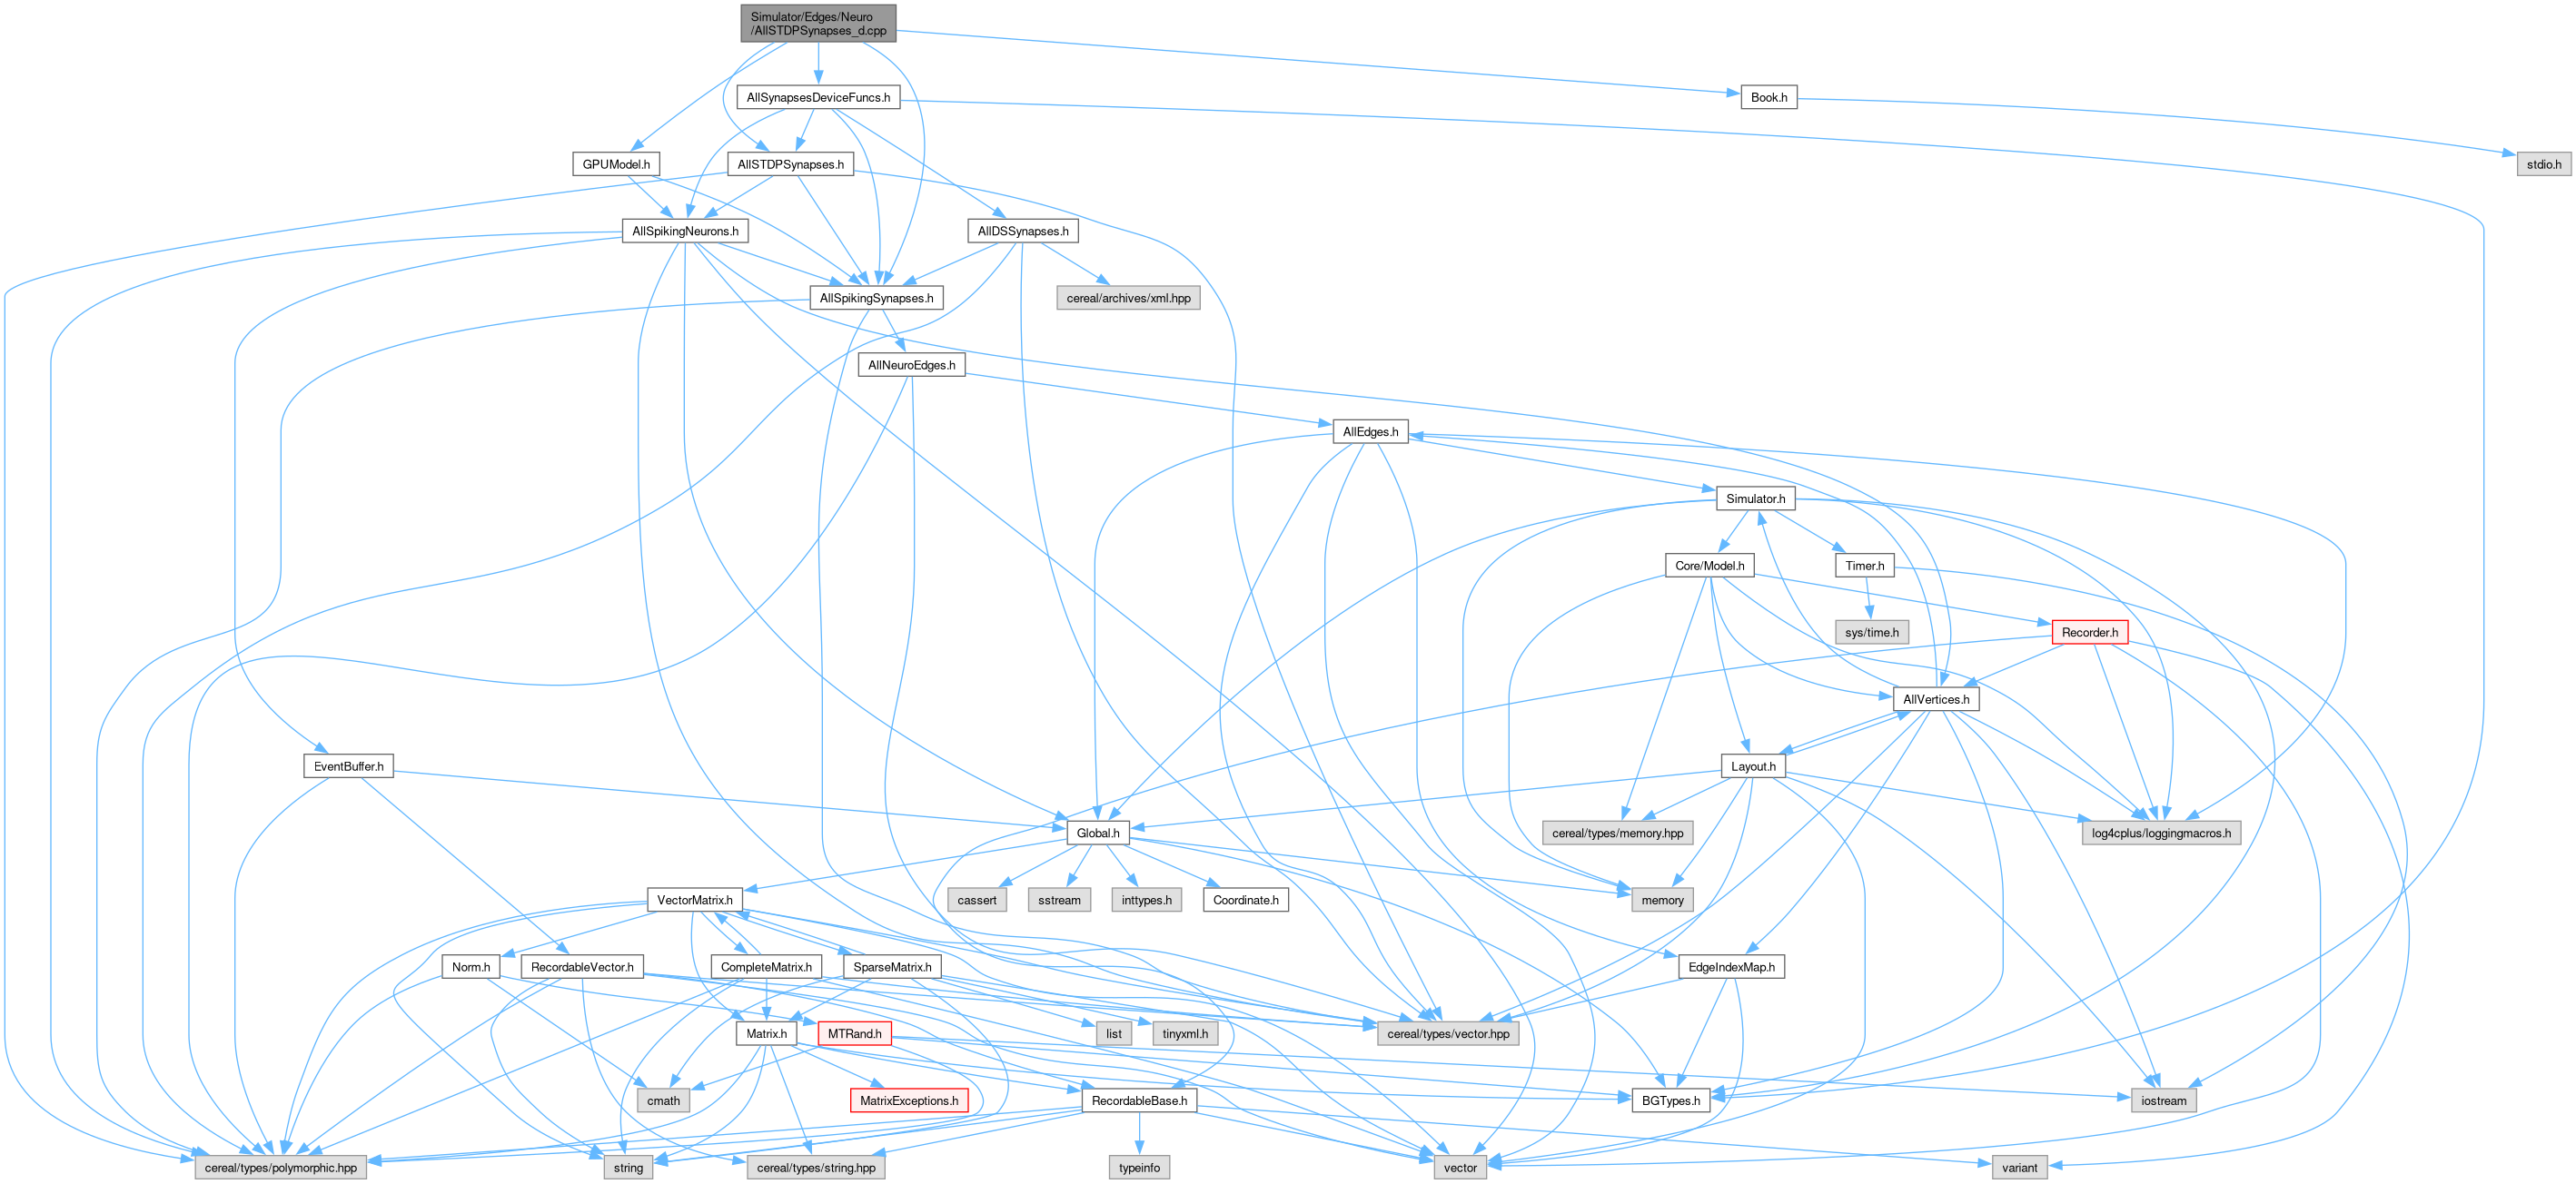 Simulator/Edges/Neuro
/AllSTDPSynapses_d.cpp
AllSynapsesDeviceFuncs.h
Book.h
GPUModel.h
AllSTDPSynapses.h
stdio.h
AllSpikingNeurons.h
AllDSSynapses.h
AllSpikingSynapses.h
cereal/archives/xml.hpp
AllNeuroEdges.h
AllEdges.h
Simulator.h
Core/Model.h
Timer.h
sys/time.h
Recorder.h
AllVertices.h
EventBuffer.h
Layout.h
Global.h
cereal/types/memory.hpp
log4cplus/loggingmacros.h
VectorMatrix.h
cassert
sstream
inttypes.h
Coordinate.h
memory
Norm.h
RecordableVector.h
CompleteMatrix.h
SparseMatrix.h
EdgeIndexMap.h
Matrix.h
MTRand.h
list
tinyxml.h
cereal/types/vector.hpp
cmath
MatrixExceptions.h
RecordableBase.h
BGTypes.h
iostream
cereal/types/polymorphic.hpp
string
cereal/types/string.hpp
typeinfo
vector
variant